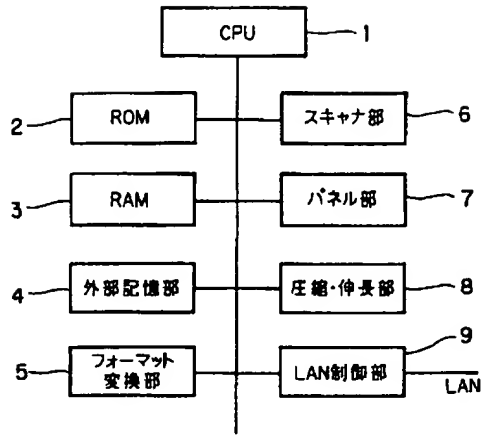 CPU
1
2
ROM
スキャナ部
6
3
RAM
パネル部
7
4
外部記憶部
圧縮・伸長部
8
5
フォーマット
変換部
LAN制御部
9
LAN